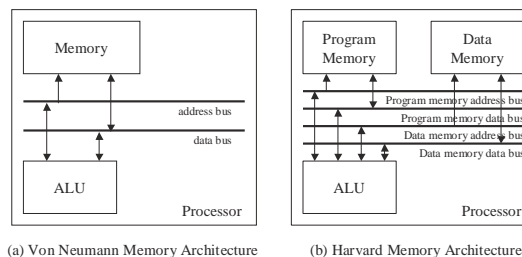 Memory
address bus
data bus
ALU
Processor
(a) Von Neumann Memory Architecture
Program
Memory
Data
Memory
Program memory address bus
Program memory data bus
Data memory address bus
Data memory data bus
ALU
Processor
(b) Harvard Memory Architecture